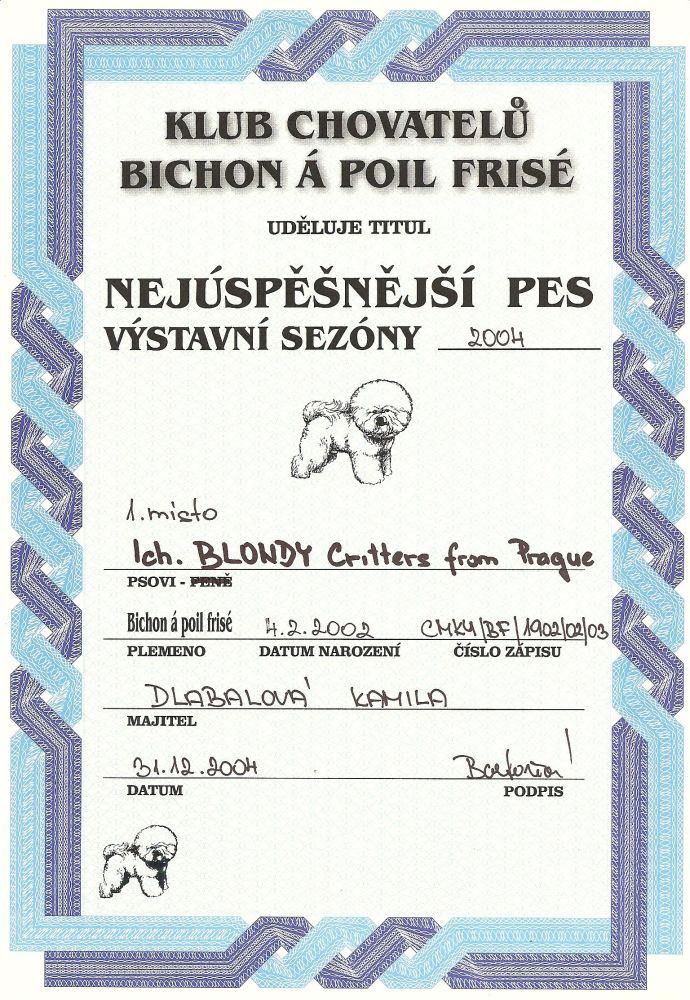 KLUB CHOVATELŮ
BICHON Á POIL FRISÉ
UDĚLUJE TITUL
NEJÚSPĚŠNĚJŠÍ PES
VÝSTAVNÍ SEZÓNY 2004
1. místo
Ich. BLONDY Critters from Prague
PSOVI - PENĚ
Bichon á poil frisé 4.2.2002 CMKU/BF/1902/02/03
PLEMENO DATUM NAROZENÍ ČÍSLO ZÁPISU
DLABALOVÁ KAMILA
MAJITEL
31.12.2004
DATUM PODPIS